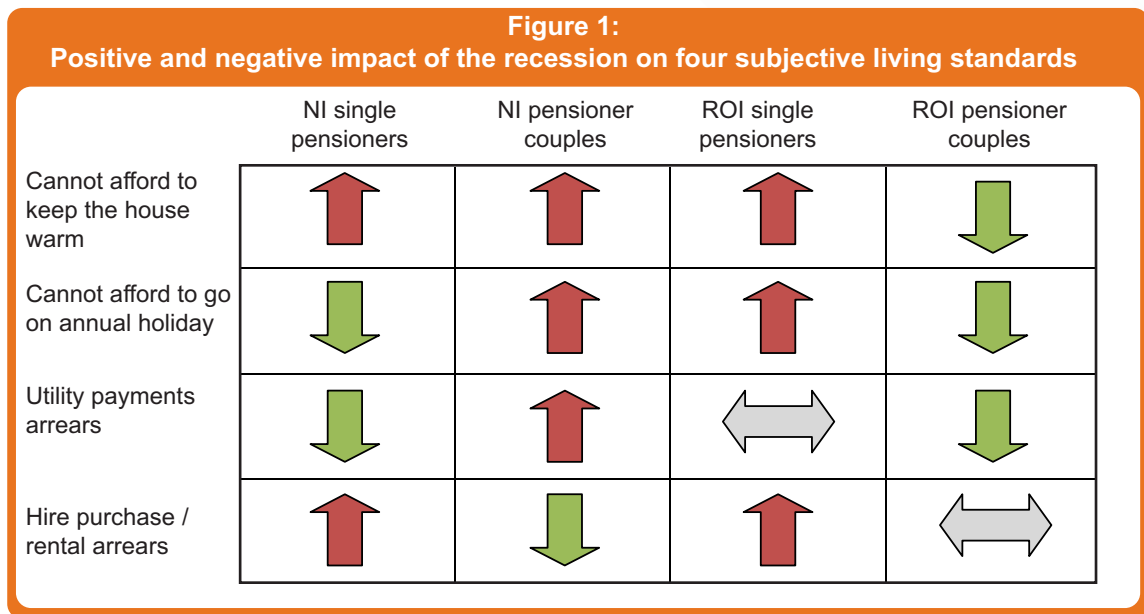 Figure 1:
Positive and negative impact of the recession on four subjective living standards
NI single
pensioners
NI pensioner
couples
ROI single
pensioners
ROI pensioner
couples
Cannot afford to
keep the house
warm
Cannot afford to go
on annual holiday
Utility payments
arrears
Hire purchase /
rental arrears